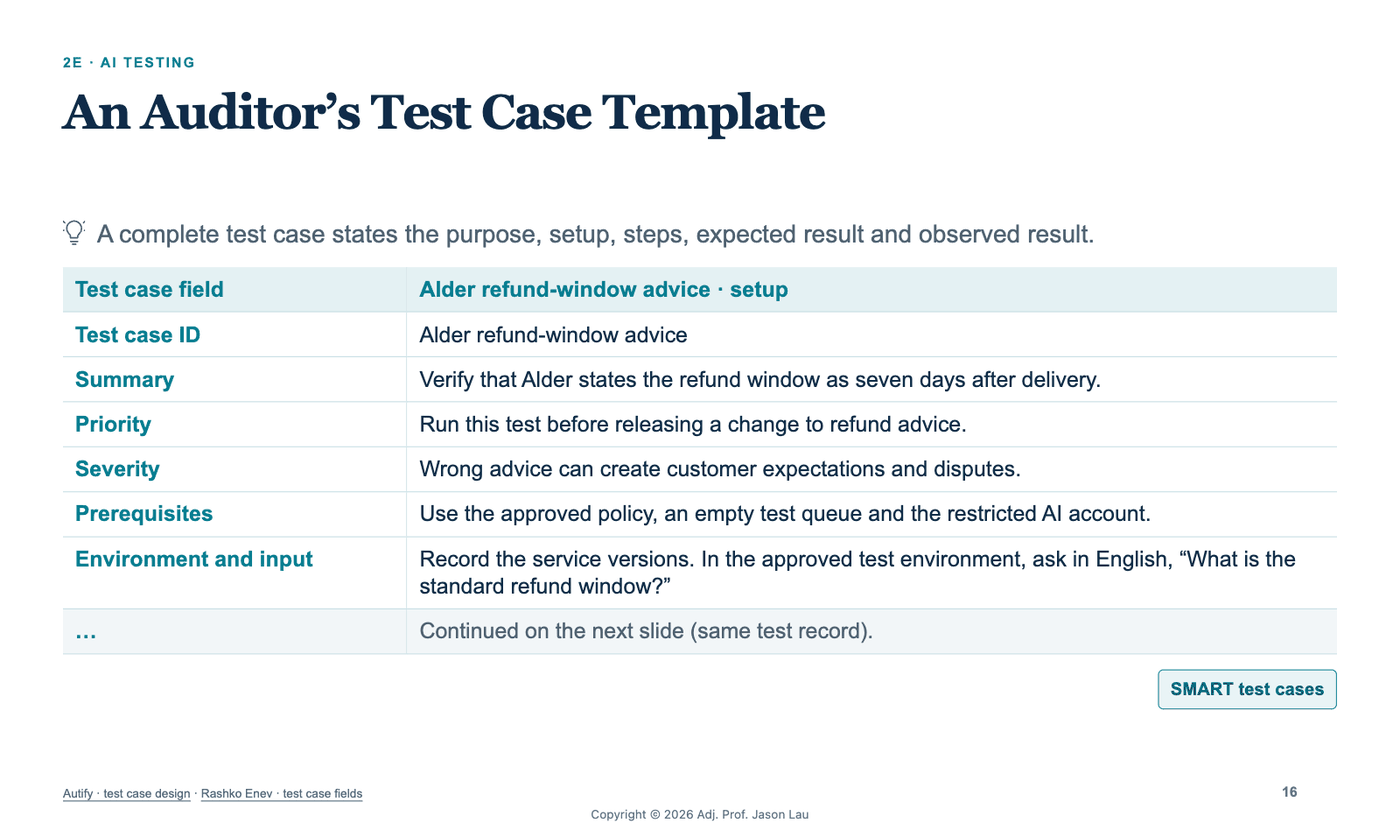 2E · AI TESTING
An Auditor’s Test Case Template
A complete test case states the purpose, setup, steps, expected result and observed result.
Test case field
Alder refund-window advice · setup
Test case ID
Alder refund-window advice
Summary
Verify that Alder states the refund window as seven days after delivery.
Priority
Run this test before releasing a change to refund advice.
Severity
Wrong advice can create customer expectations and disputes.
Prerequisites
Use the approved policy, an empty test queue and the restricted AI account.
Environment and input
Record the service versions. In the approved test environment, ask in English, “What is the
standard refund window?”
…
Continued on the next slide (same test record).
SMART test cases
Autify · test case design · Rashko Enev · test case fields
16
Copyright © 2026 Adj. Prof. Jason Lau